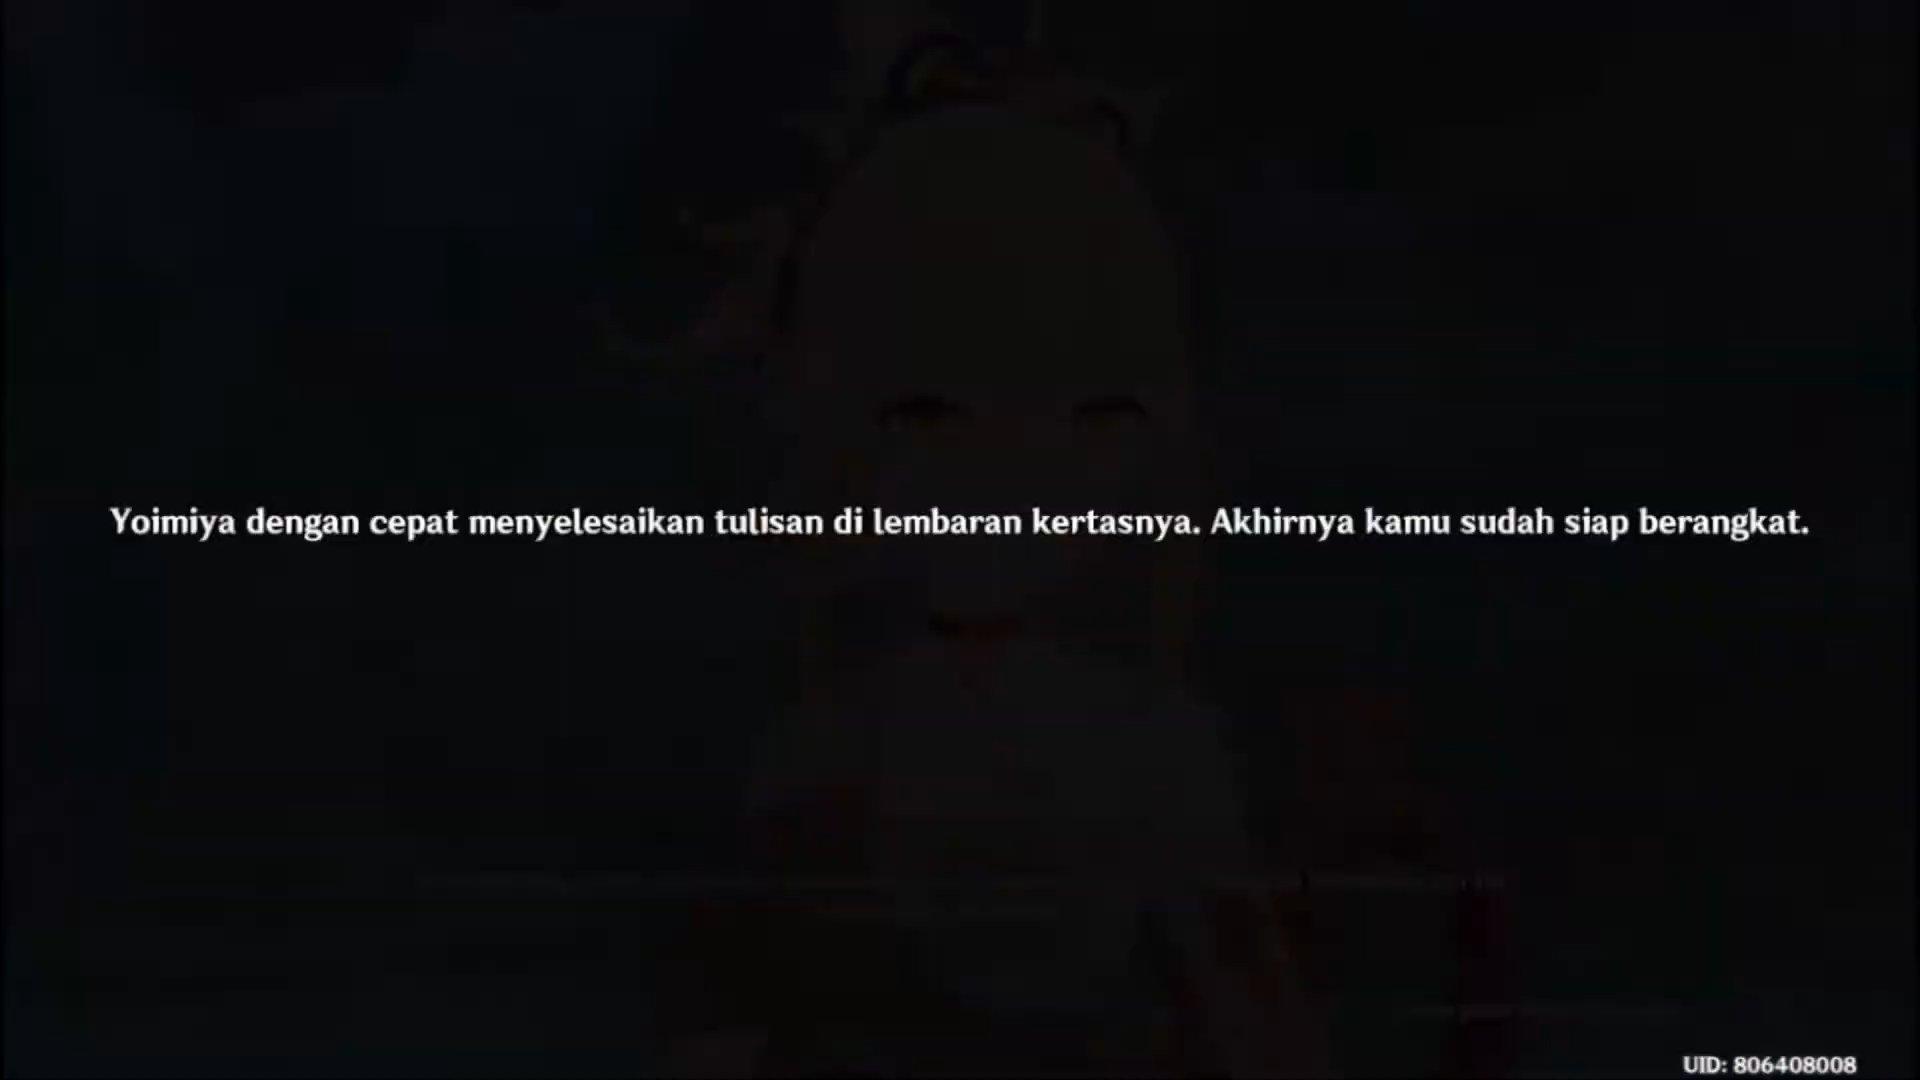 Yoimiya dengan cepat menyelesaikan tulisan di lembaran kertasnya. Akhirnya kamu sudah siap berangkat.
UID: 806408008